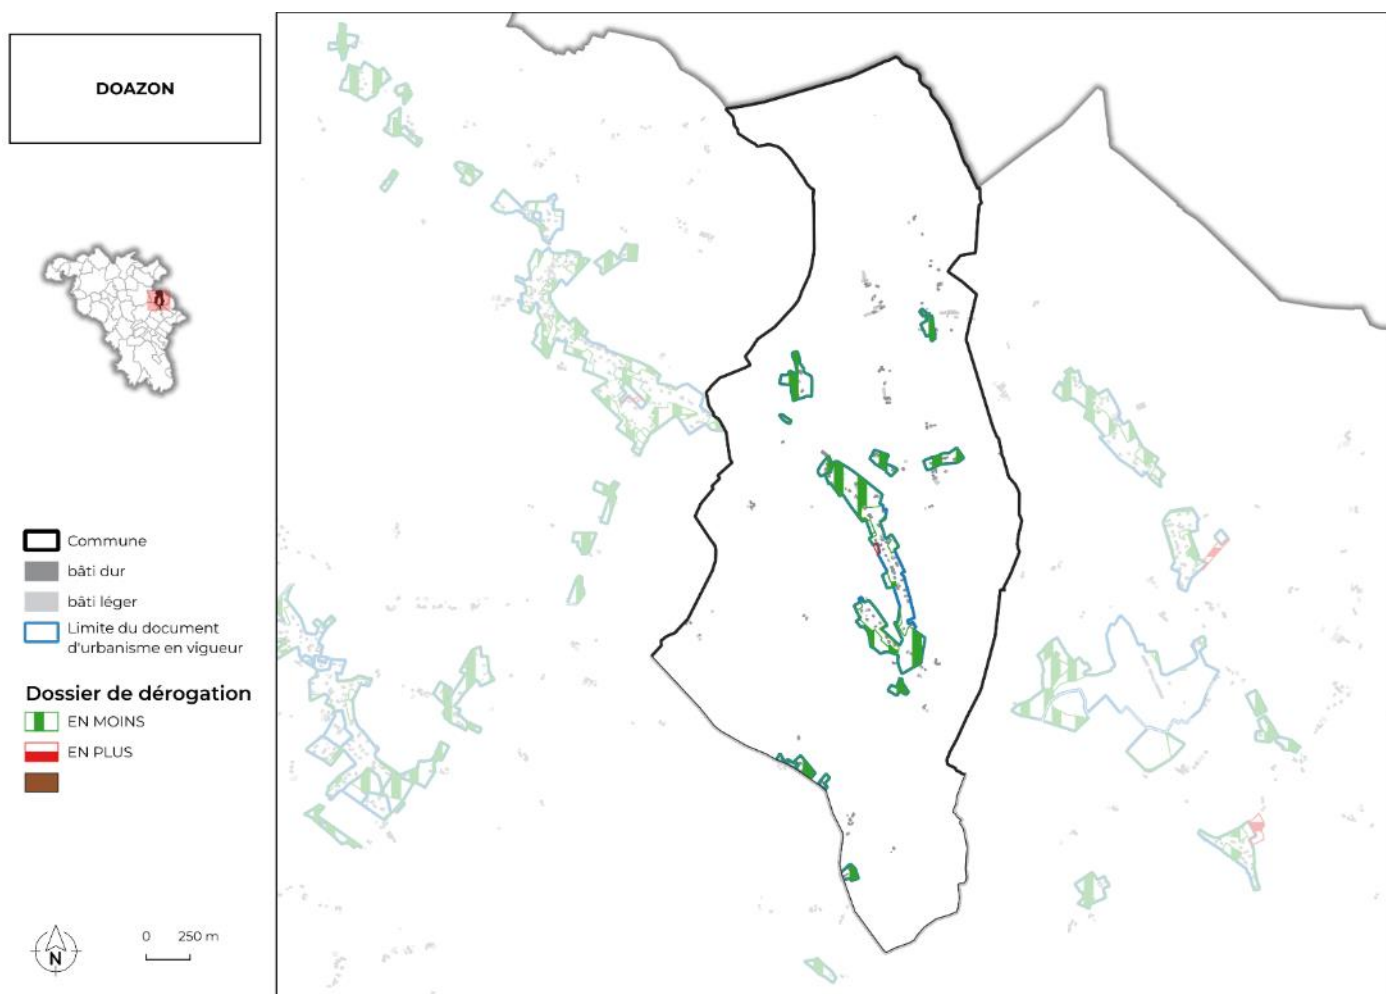 DOAZON
Commune
bâti dur
bâti léger
Limite du document
d'urbanisme en vigueur
Dossier de dérogation
EN MOINS
EN PLUS
N
0 250 m